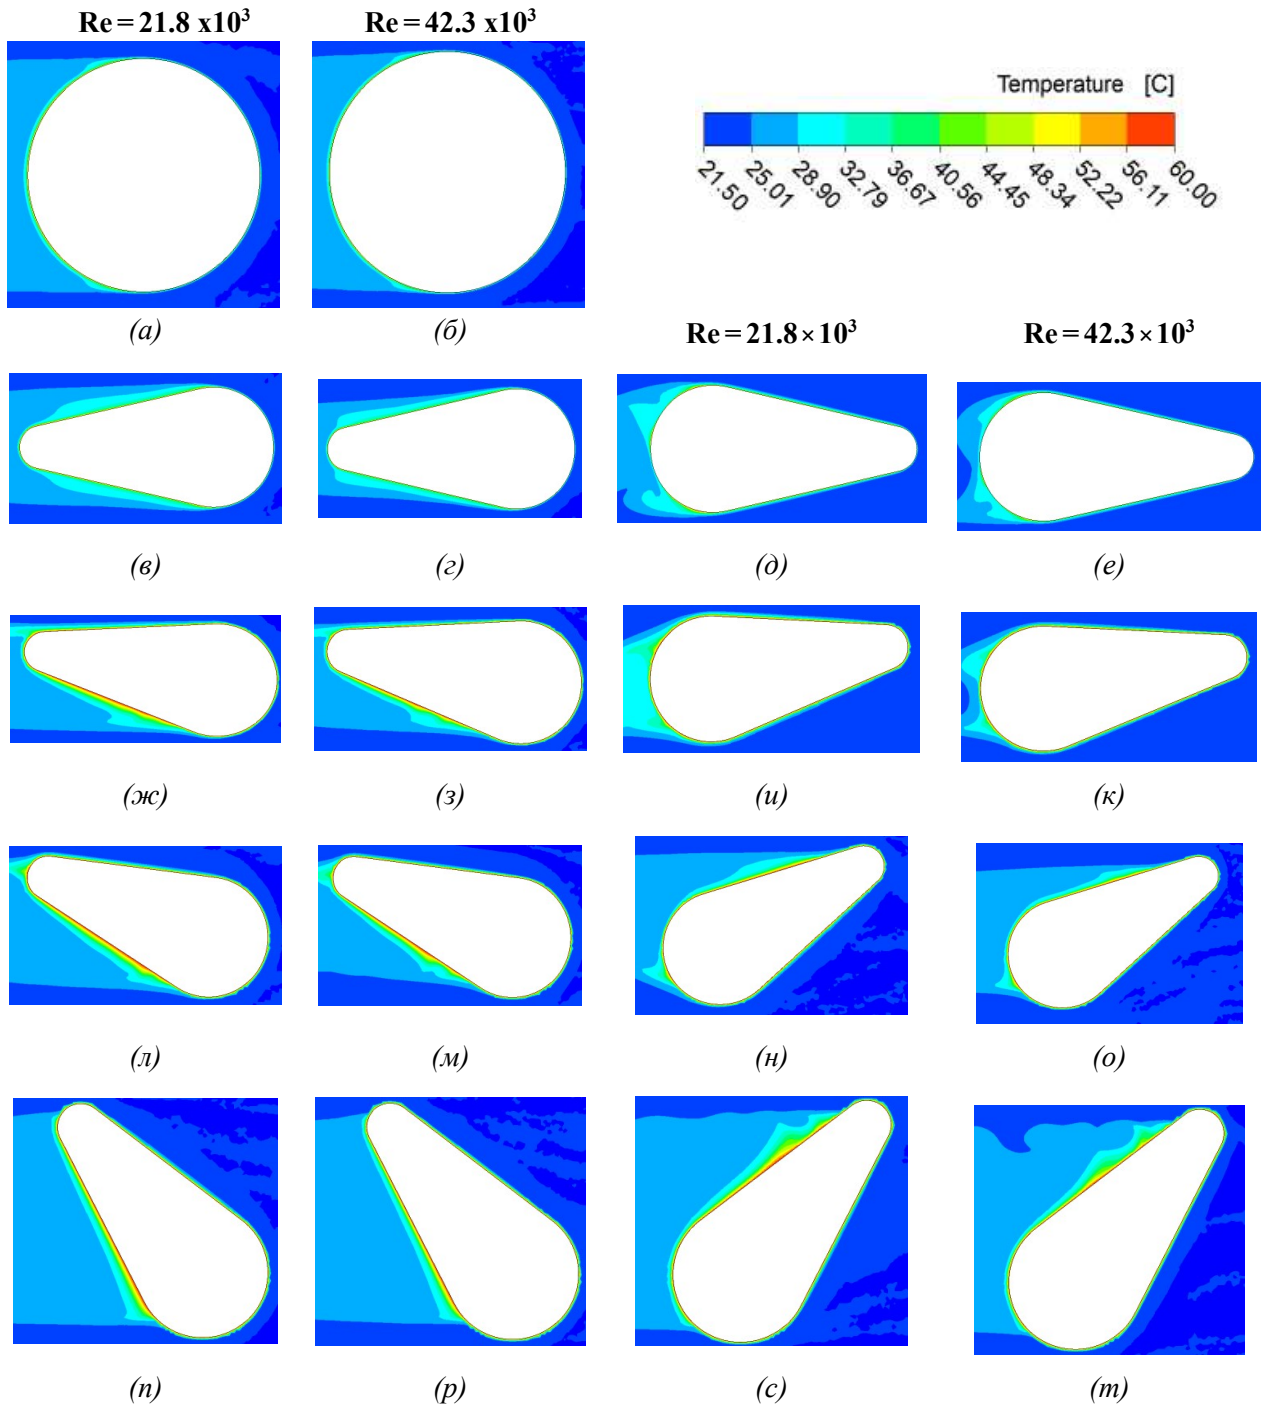 Re = 21.8 x10³
Re = 42.3 x10³
Temperature [C]
21.50 25.01 28.90 32.79 36.67 40.56 44.45 48.34 52.22 56.11 60.00
(а) (б)
Re = 21.8×10³ Re = 42.3×10³
(в) (г) (д) (е)
(ж) (з) (и) (к)
(л) (м) (н) (о)
(п) (р) (с) (т)